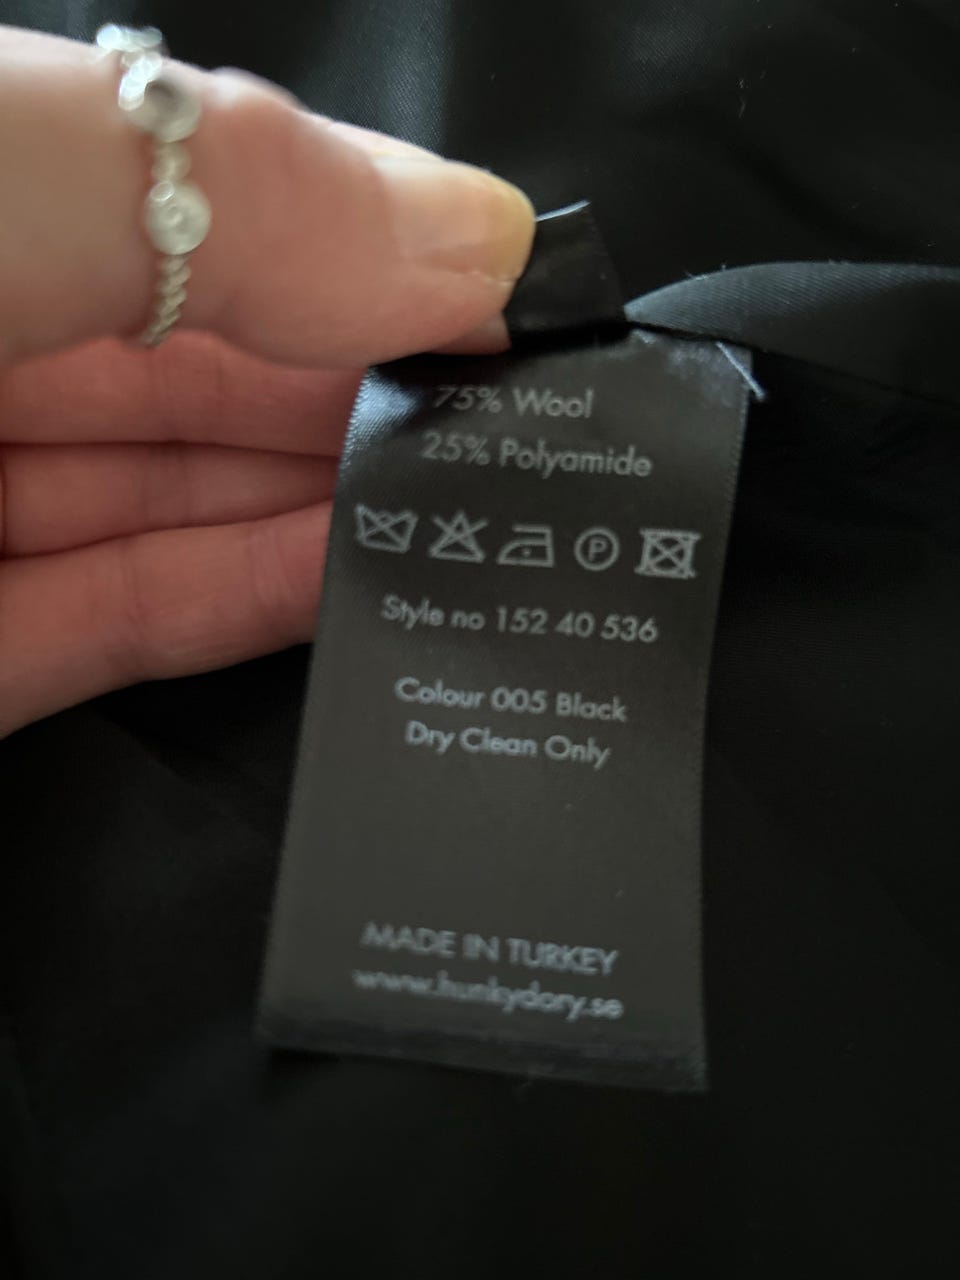 75% Wool
25% Polyamide
P
Style no 152 40 536
Colour 005 Black
Dry Clean Only
MADE IN TURKEY
www.hunkydory.se